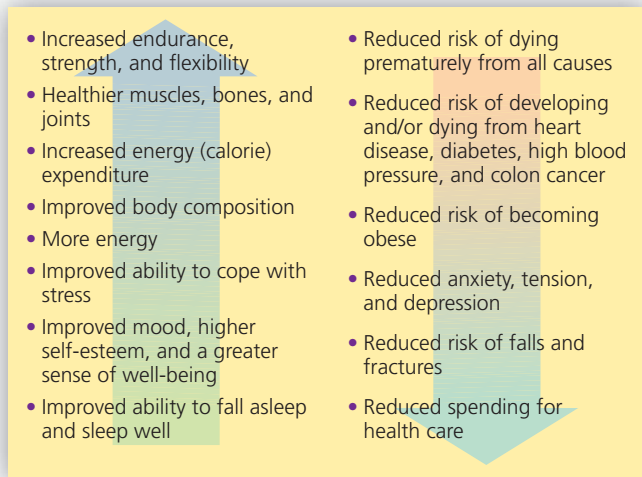 • Increased endurance,
strength, and flexibility
• Healthier muscles, bones, and
joints
• Increased energy (calorie)
expenditure
• Improved body composition
• More energy
• Improved ability to cope with
stress
• Improved mood, higher
self-esteem, and a greater
sense of well-being
• Improved ability to fall asleep
and sleep well
• Reduced risk of dying
prematurely from all causes
• Reduced risk of developing
and/or dying from heart
disease, diabetes, high blood
pressure, and colon cancer
• Reduced risk of becoming
obese
• Reduced anxiety, tension,
and depression
• Reduced risk of falls and
fractures
• Reduced spending for
health care